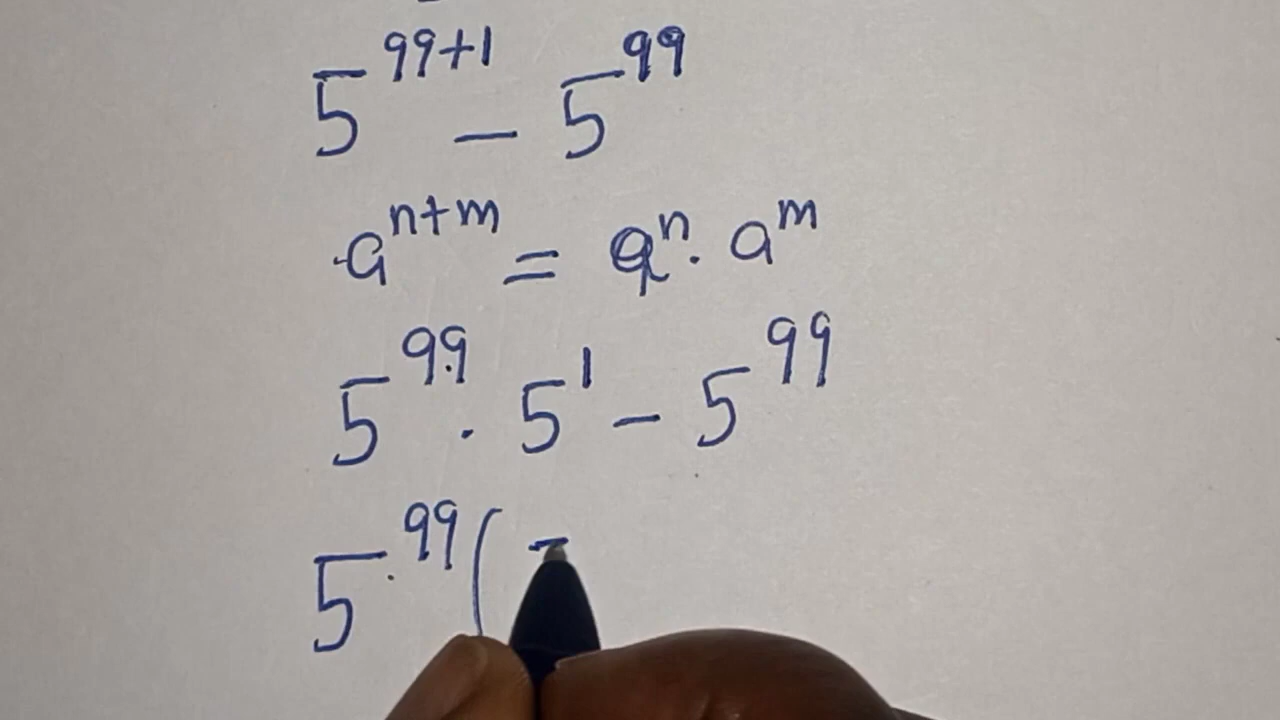 5^{99+1} - 5^{99}
a^{n+m} = a^n · a^m
5^{99} · 5^1 - 5^{99}
5^{99} (